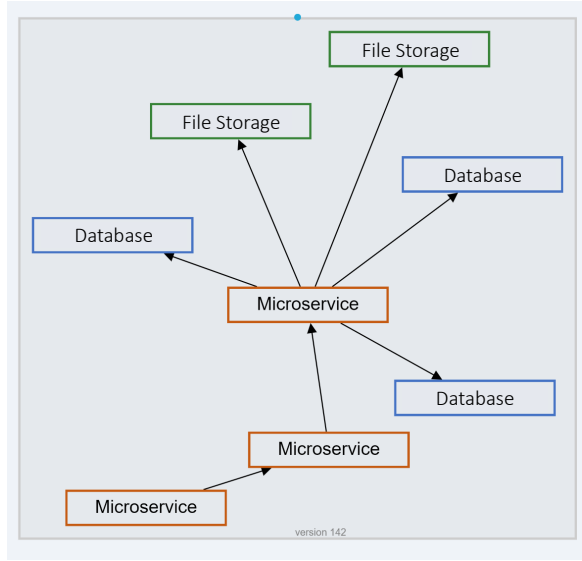 File Storage
File Storage
Database
Database
Microservice
Database
Microservice
Microservice
version 142